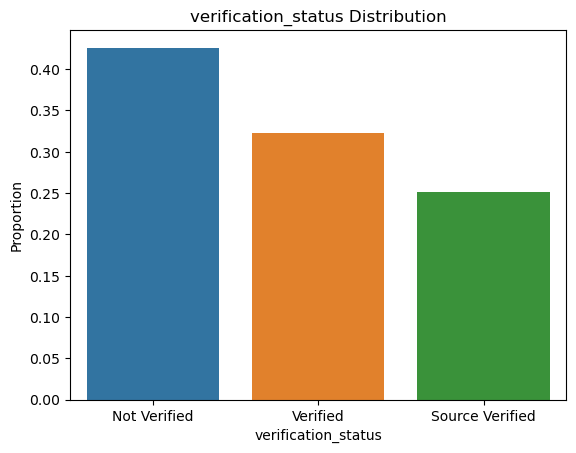 verification_status Distribution
0.40
0.35
0.30
0.25
0.20
0.15
0.10
0.05
0.00
Proportion
Not Verified Verified Source Verified
verification_status